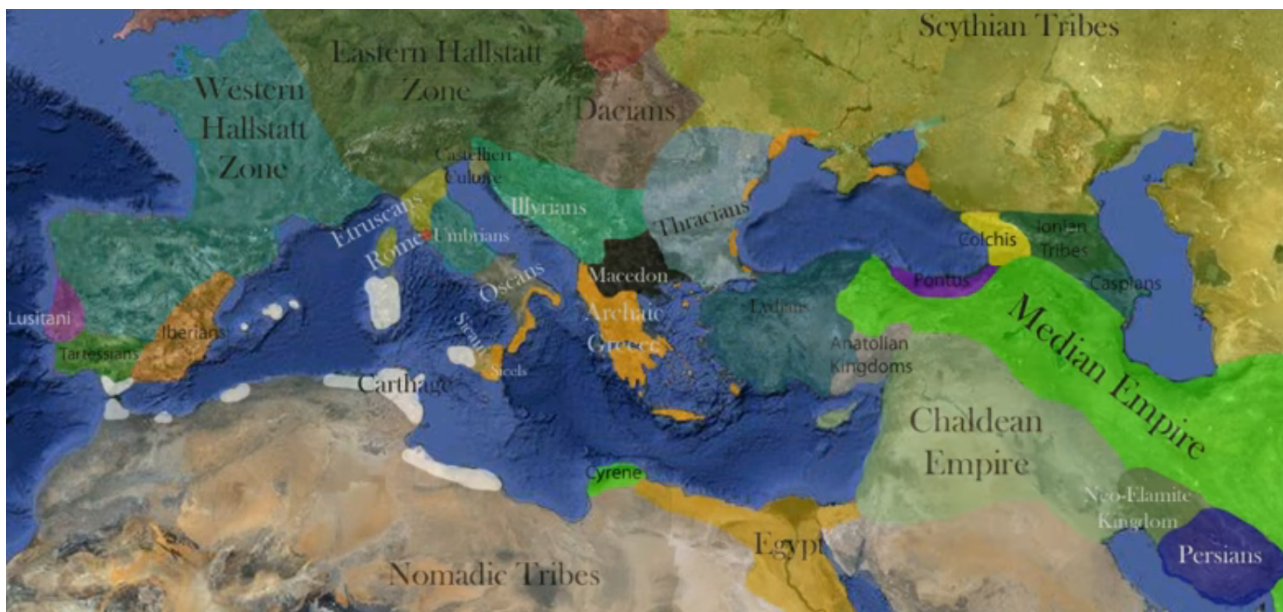 Scythian Tribes
Eastern Hallstatt
Zone
Western
Hallstatt
Zone
Dacians
Castellieri
Culture
Illyrians
Thracians
Etruscans
Rome
Umbrians
Oscans
Macedon
Archaic
Greece
Colchis
Ionian
Tribes
Caspians
Pontus
Lydians
Anatolian
Kingdoms
Median Empire
Lusitani
Iberians
Tartessians
Sicani
Sicels
Carthage
Chaldean
Empire
Cyrene
Neo-Elamite
Kingdom
Persians
Egypt
Nomadic Tribes